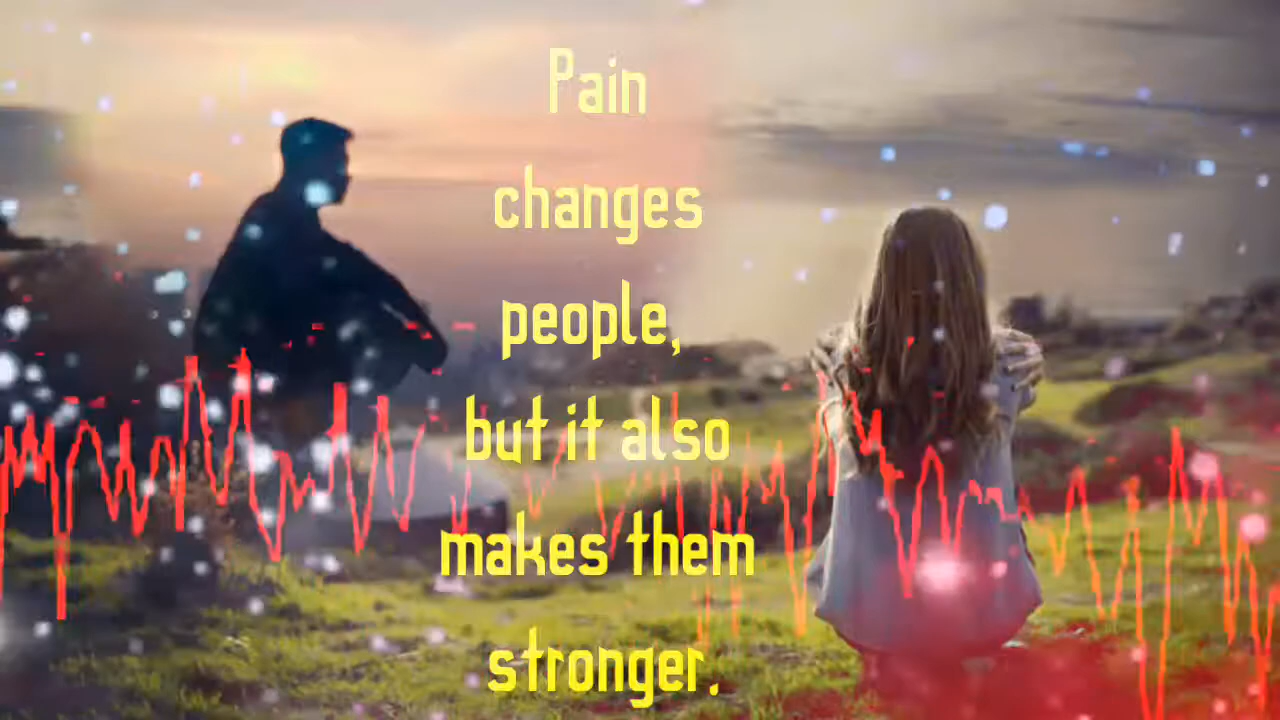 Pain
changes
people,
but it also
makes them
stronger.